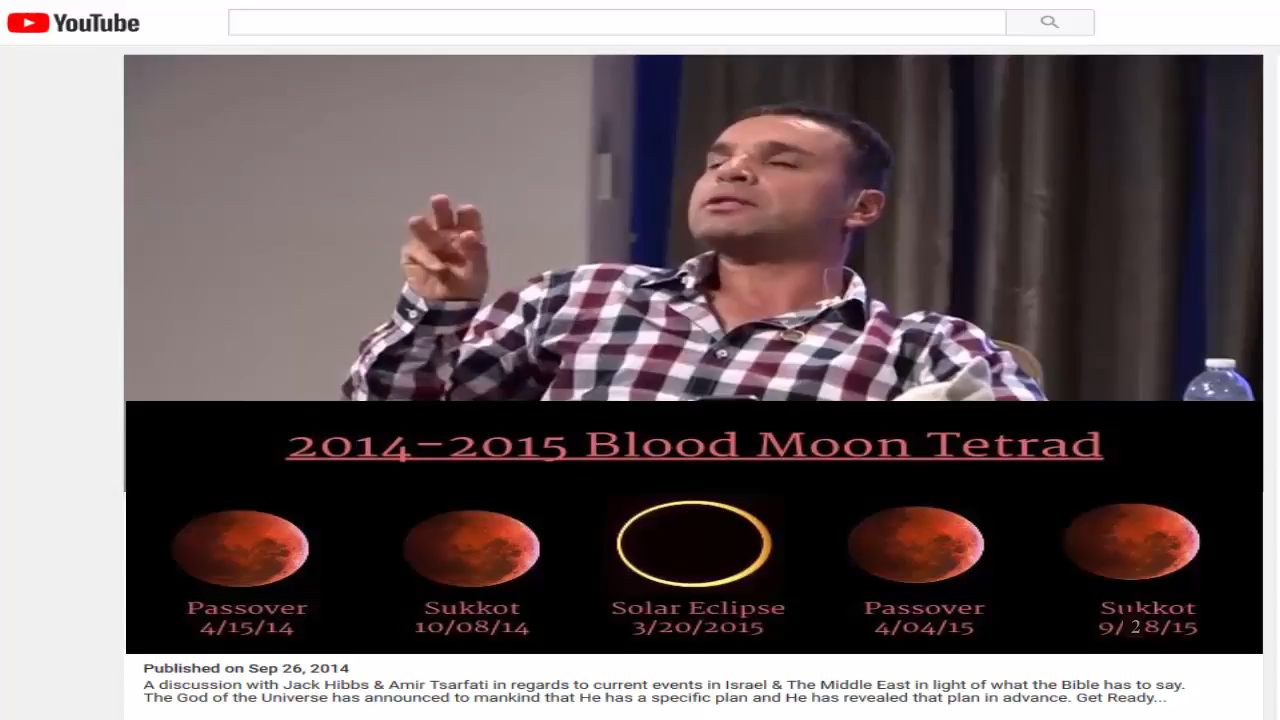 YouTube
2014-2015 Blood Moon Tetrad
Passover
4/15/14
Sukkot
10/08/14
Solar Eclipse
3/20/2015
Passover
4/04/15
Sukkot
9/28/15
Published on Sep 26, 2014
A discussion with Jack Hibbs & Amir Tsarfati in regards to current events in Israel & The Middle East in light of what the Bible has to say.
The God of the Universe has announced to mankind that He has a specific plan and He has revealed that plan in advance. Get Ready...